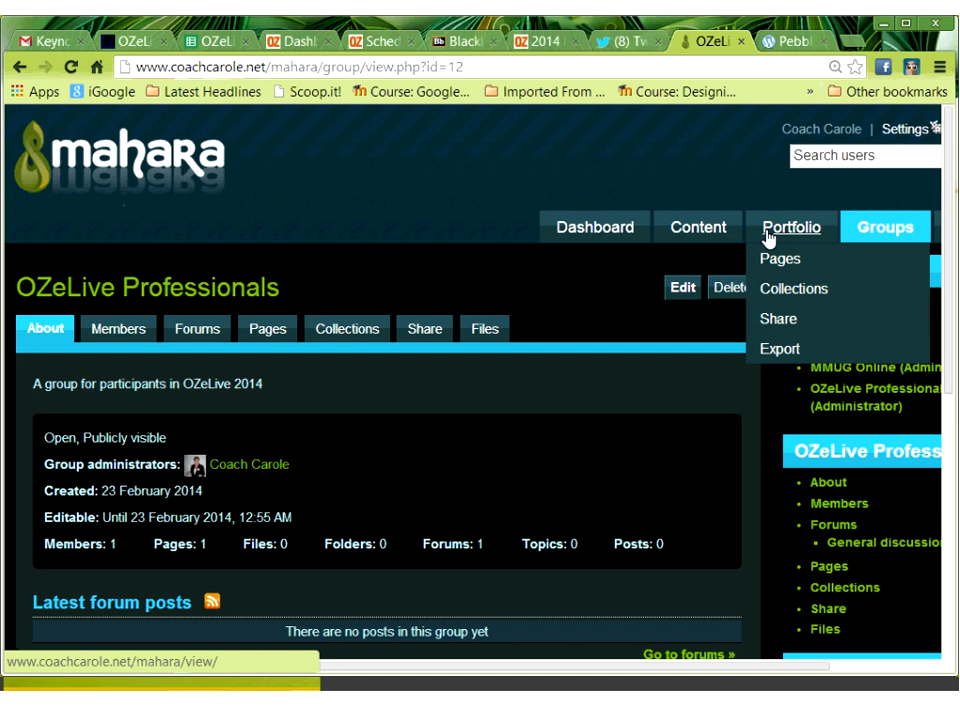 Keync OZeLi OZeLi Dashl Sched Blackl 2014 (8) Tw OZeLi Pebbl
www.coachcarole.net/mahara/group/view.php?id=12
Apps iGoogle Latest Headlines Scoop.it! Course: Google... Imported From ... Course: Designi... » Other bookmarks
mahara
Coach Carole | Settings
Search users
Dashboard Content Portfolio Groups
Pages
Collections
Share
Export
OZeLive Professionals
Edit Delet
About Members Forums Pages Collections Share Files
A group for participants in OZeLive 2014
Open, Publicly visible
Group administrators: Coach Carole
Created: 23 February 2014
Editable: Until 23 February 2014, 12:55 AM
Members: 1 Pages: 1 Files: 0 Folders: 0 Forums: 1 Topics: 0 Posts: 0
Latest forum posts
There are no posts in this group yet
Go to forums »
MMUG Online (Admin
OZeLive Professional
(Administrator)
OZeLive Profess
About
Members
Forums
General discussio
Pages
Collections
Share
Files
www.coachcarole.net/mahara/view/